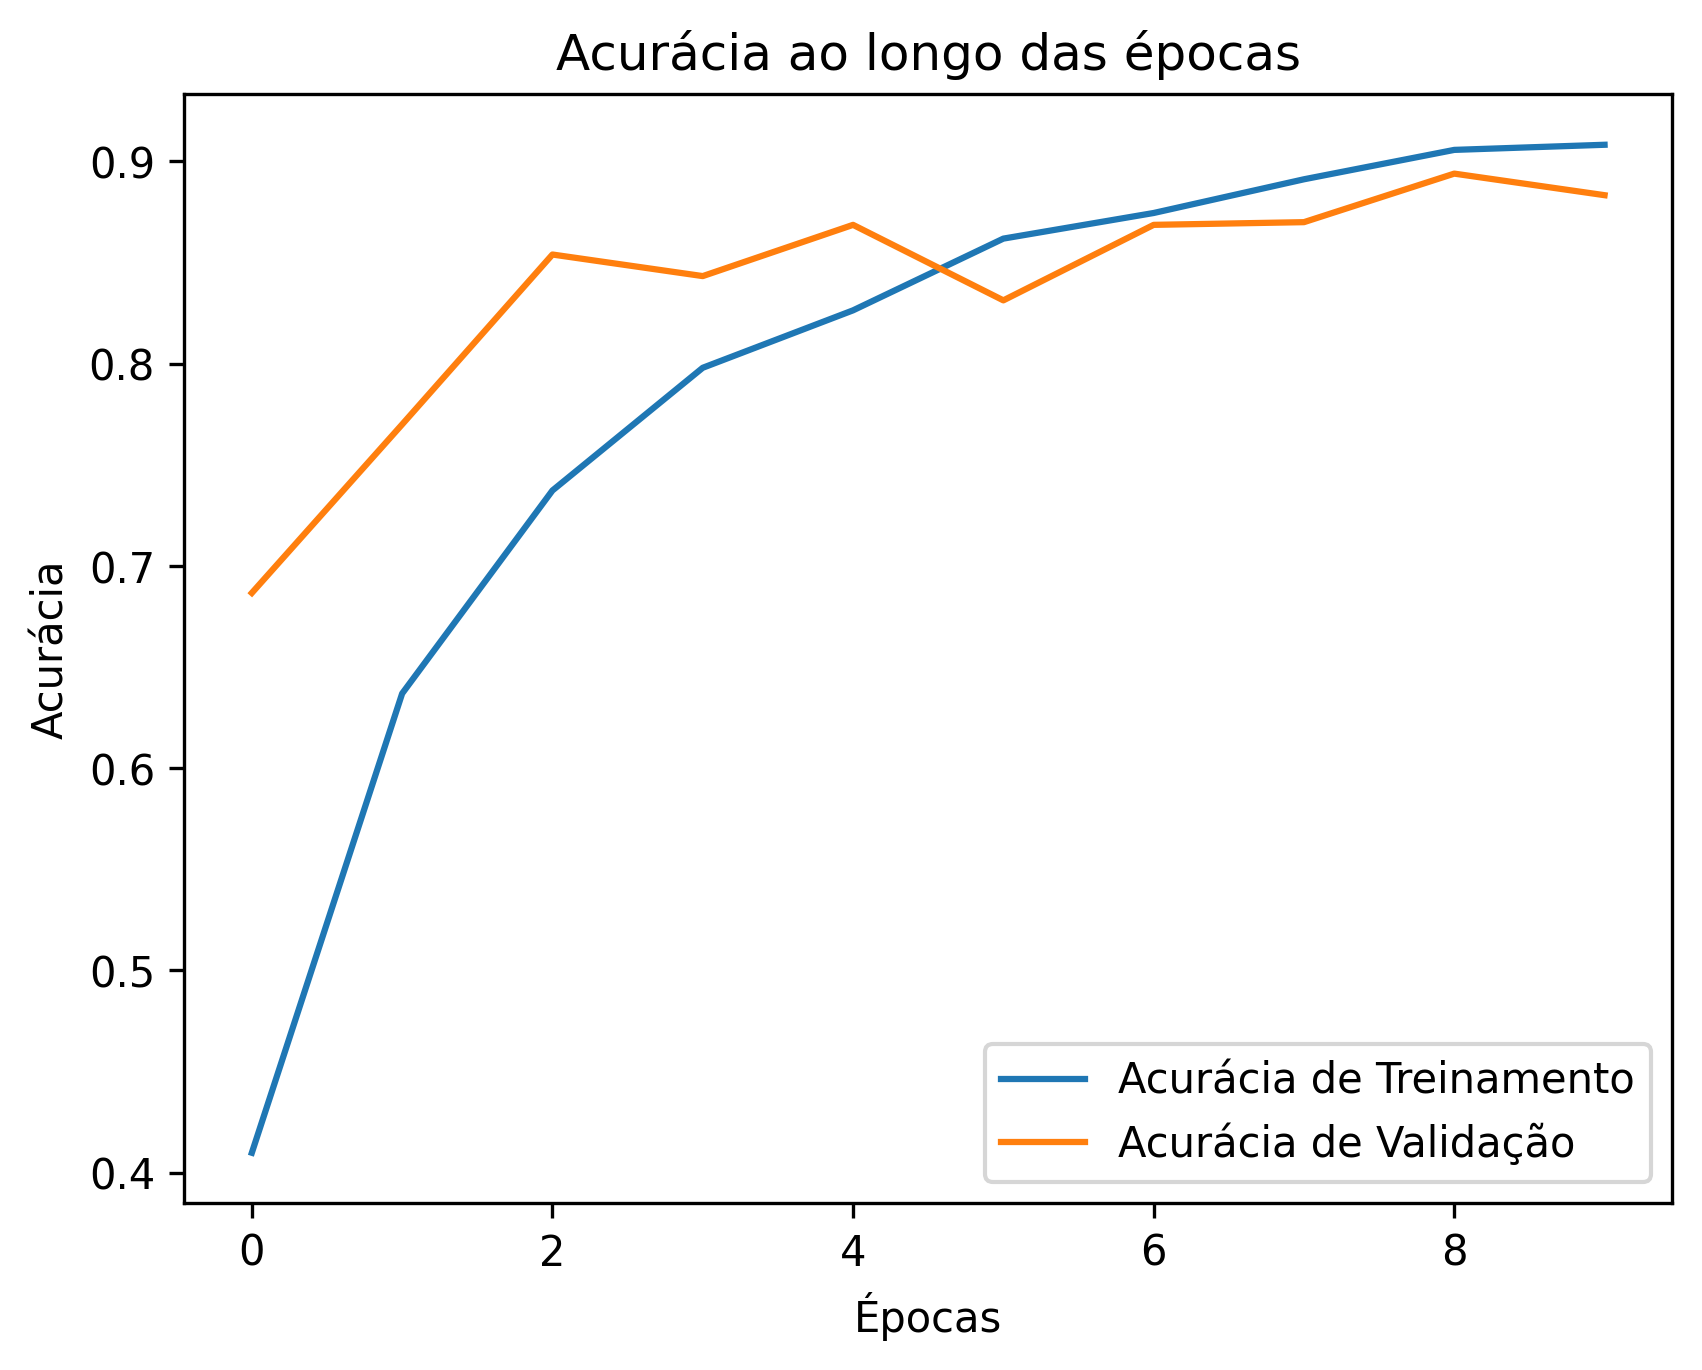 Acurácia ao longo das épocas
0.9
0.8
0.7
0.6
0.5
0.4
Acurácia
Acurácia de Treinamento
Acurácia de Validação
0 2 4 6 8
Épocas